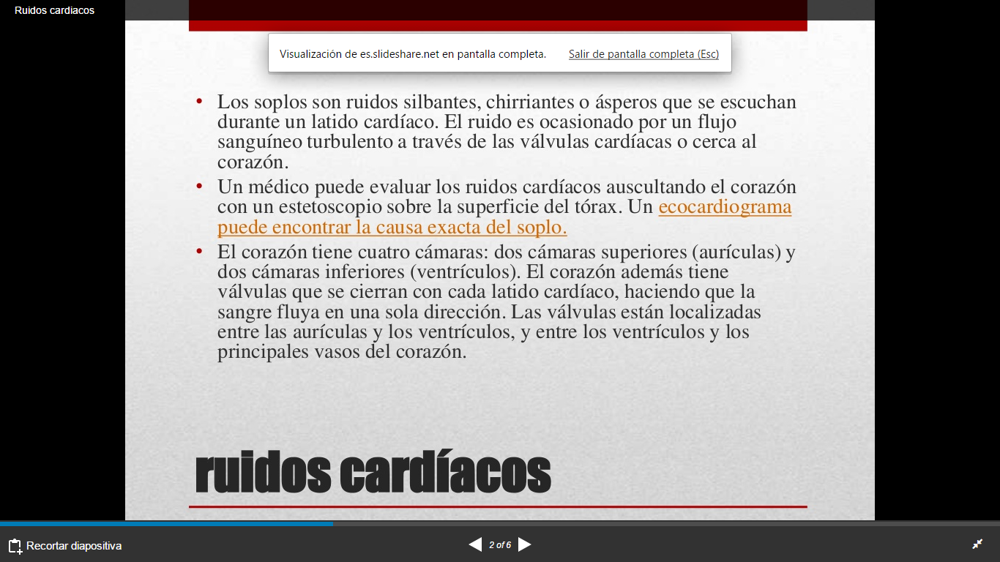 Ruidos cardiacos
Visualización de es.slideshare.net en pantalla completa. Salir de pantalla completa (Esc)
• Los soplos son ruidos silbantes, chirriantes o ásperos que se escuchan
durante un latido cardíaco. El ruido es ocasionado por un flujo
sanguíneo turbulento a través de las válvulas cardíacas o cerca al
corazón.
• Un médico puede evaluar los ruidos cardíacos auscultando el corazón
con un estetoscopio sobre la superficie del tórax. Un ecocardiograma
puede encontrar la causa exacta del soplo.
• El corazón tiene cuatro cámaras: dos cámaras superiores (aurículas) y
dos cámaras inferiores (ventrículos). El corazón además tiene
válvulas que se cierran con cada latido cardíaco, haciendo que la
sangre fluya en una sola dirección. Las válvulas están localizadas
entre las aurículas y los ventrículos, y entre los ventrículos y los
principales vasos del corazón.
ruidos cardíacos
Recortar diapositiva
2 of 6